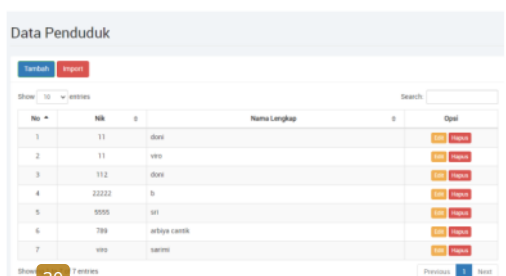 Data Penduduk
Tambah Import
Show 10 entries Search:
No Nik Nama Lengkap Opsi
1 11 doni Edit Hapus
2 11 viro Edit Hapus
3 112 doni Edit Hapus
4 22222 b Edit Hapus
5 5555 sri Edit Hapus
6 789 arbiya cantik Edit Hapus
7 viro sarimi Edit Hapus
7 entries Previous 1 Next